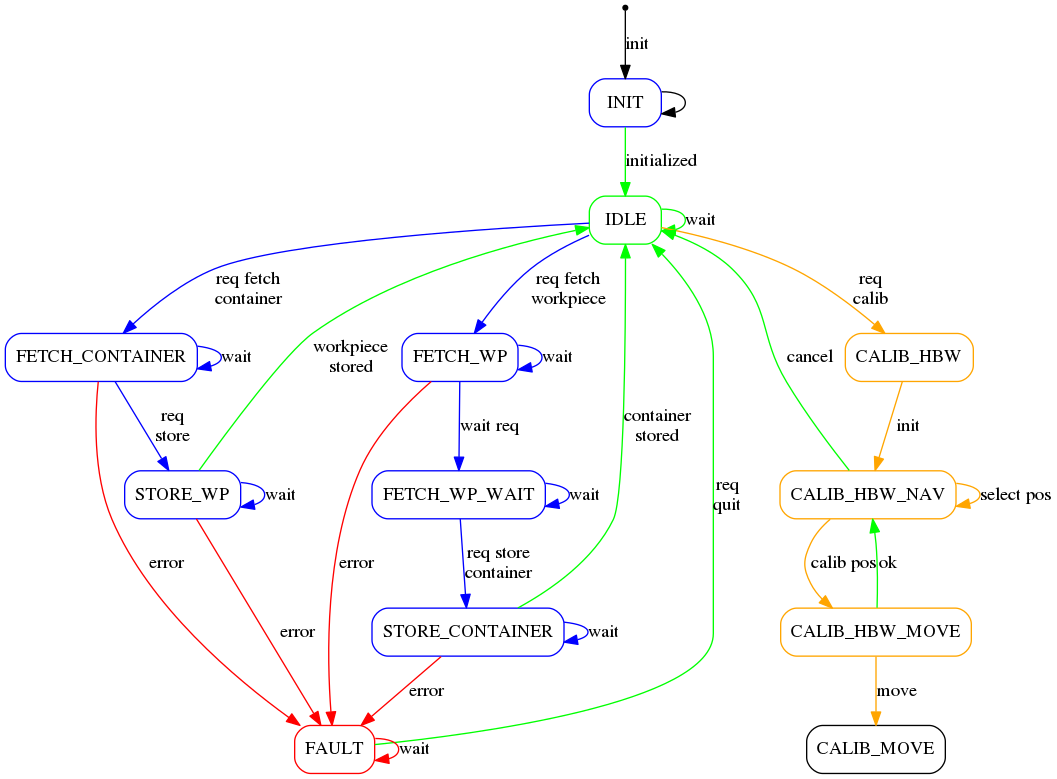 init
INIT
initialized
IDLE
wait
req fetch
container
req fetch
workpiece
req
calib
FETCH_CONTAINER
wait
workpiece
stored
FETCH_WP
wait
cancel
CALIB_HBW
req
store
wait req
container
stored
init
STORE_WP
wait
FETCH_WP_WAIT
wait
req
quit
CALIB_HBW_NAV
select pos
error
error
req store
container
calib pos
ok
error
STORE_CONTAINER
wait
CALIB_HBW_MOVE
error
move
FAULT
wait
CALIB_MOVE